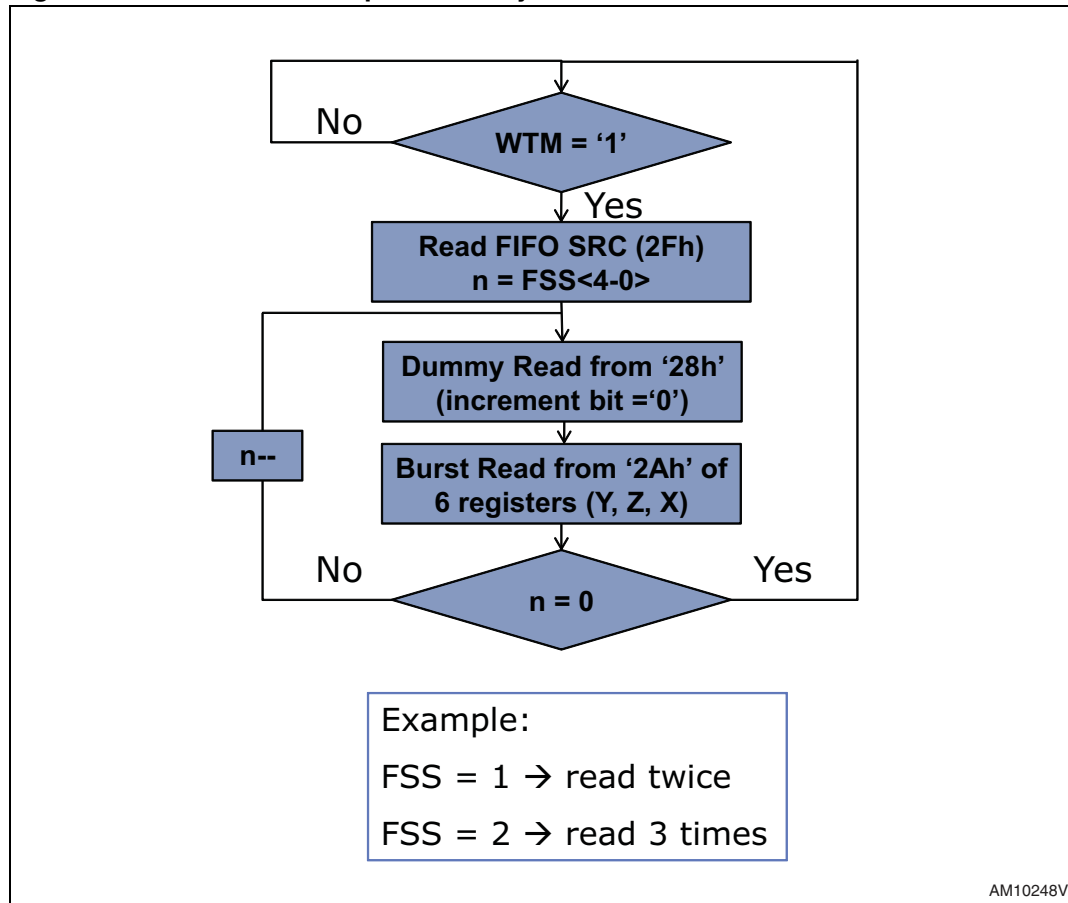 No
WTM = ‘1’
Yes
Read FIFO SRC (2Fh)
n = FSS<4-0>
Dummy Read from ‘28h’
(increment bit =‘0’)
n--
Burst Read from ‘2Ah’ of
6 registers (Y, Z, X)
No
Yes
n = 0
Example:
FSS = 1 → read twice
FSS = 2 → read 3 times
AM10248V